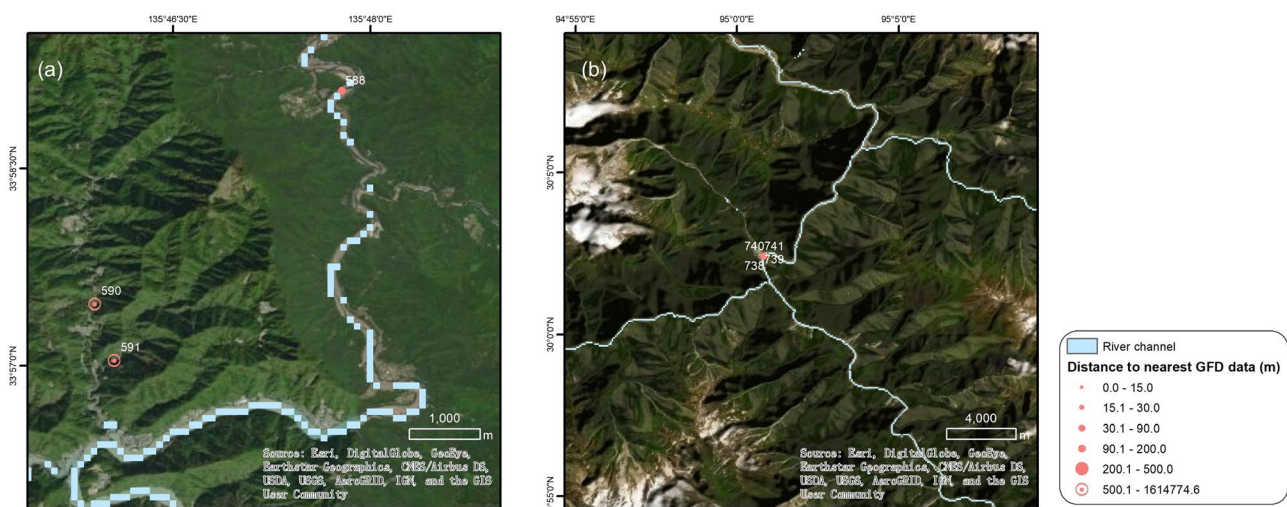 135°46'30"E
135°48'0"E
94°55'0"E
95°0'0"E
95°5'0"E
(a)
588
33°58'30"N
590
591
33°57'0"N
1,000
m
Source: Esri, DigitalGlobe, GeoEye,
Earthstar Geographics, CNES/Airbus DS,
USDA, USGS, AeroGRID, IGN, and the GIS
User Community
(b)
30°5'0"N
740741
739
738
30°0'0"N
4,000
m
Source: Esri, DigitalGlobe, GeoEye,
Earthstar Geographics, CNES/Airbus DS,
USDA, USGS, AeroGRID, IGN, and the GIS
User Community
°55'0"N
River channel
Distance to nearest GFD data (m)
0.0 - 15.0
15.1 - 30.0
30.1 - 90.0
90.1 - 200.0
200.1 - 500.0
500.1 - 1614774.6